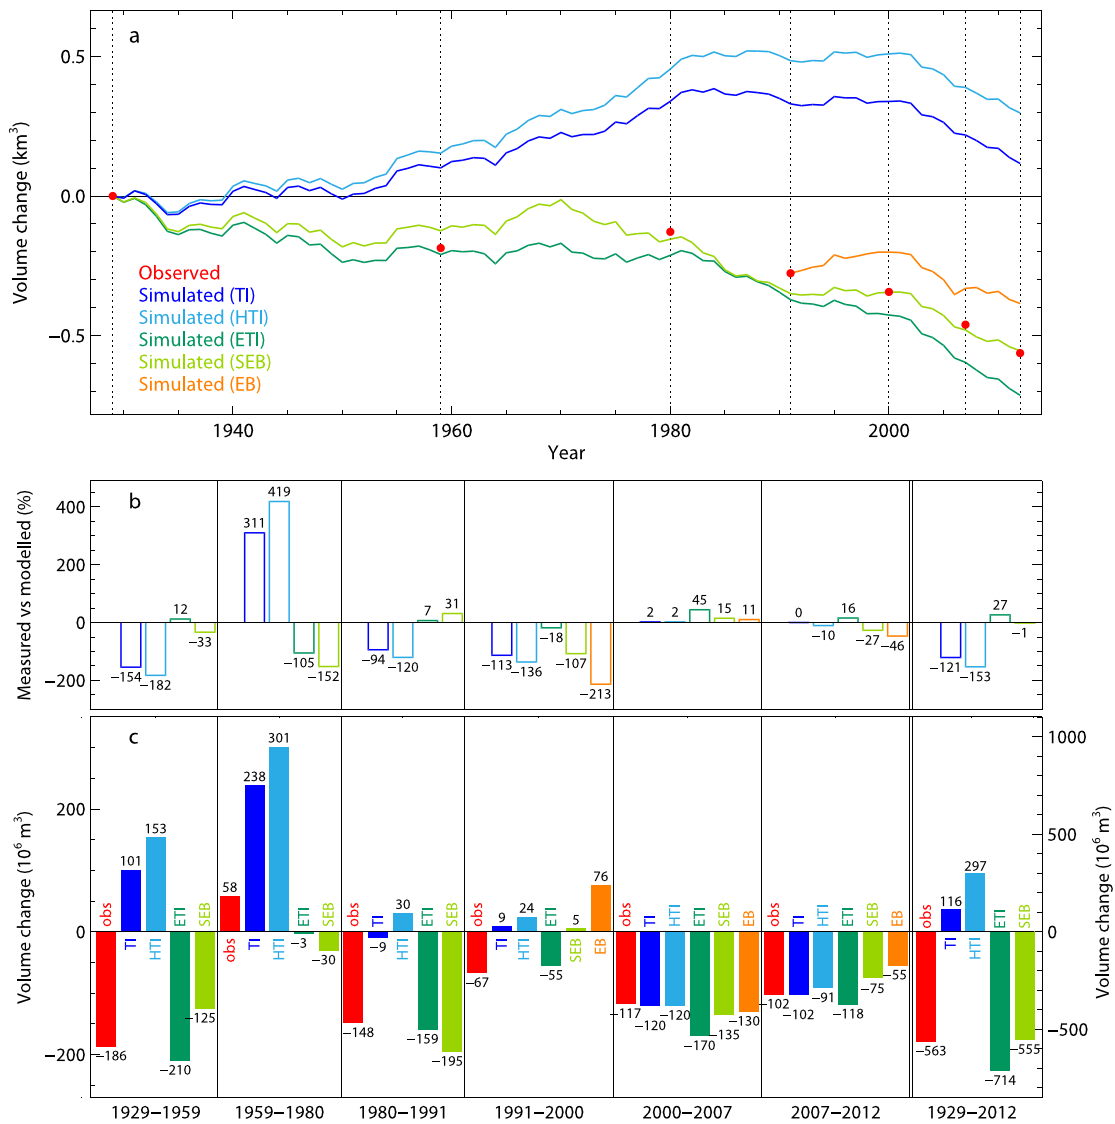 a
0.5
0.0
−0.5
Volume change (km³)
Observed
Simulated (TI)
Simulated (HTI)
Simulated (ETI)
Simulated (SEB)
Simulated (EB)
1940 1960 1980 2000
Year
b
Measured vs modelled (%)
400
200
0
−200
−154 −182 12 −33
311 419 −105 −152
−94 −120 7 31
−113 −136 −18 −107 −213
2 2 45 15 11
0 −10 16 −27 −46
−121 −153 27 −1
c
Volume change (10⁶ m³)
200
0
−200
obs TI HTI ETI SEB
−186 101 153 −210 −125
obs TI HTI ETI SEB
58 238 301 −3 −30
obs TI HTI ETI SEB
−148 −9 30 −159 −195
obs TI HTI ETI SEB EB
−67 9 24 −55 5 76
obs TI HTI ETI SEB EB
−117 −120 −120 −170 −135 −130
obs TI HTI ETI SEB EB
−102 −102 −91 −118 −75 −55
obs TI HTI ETI SEB
−563 116 297 −714 −555
1000
500
0
−500
Volume change (10⁶ m³)
1929−1959 1959−1980 1980−1991 1991−2000 2000−2007 2007−2012 1929−2012